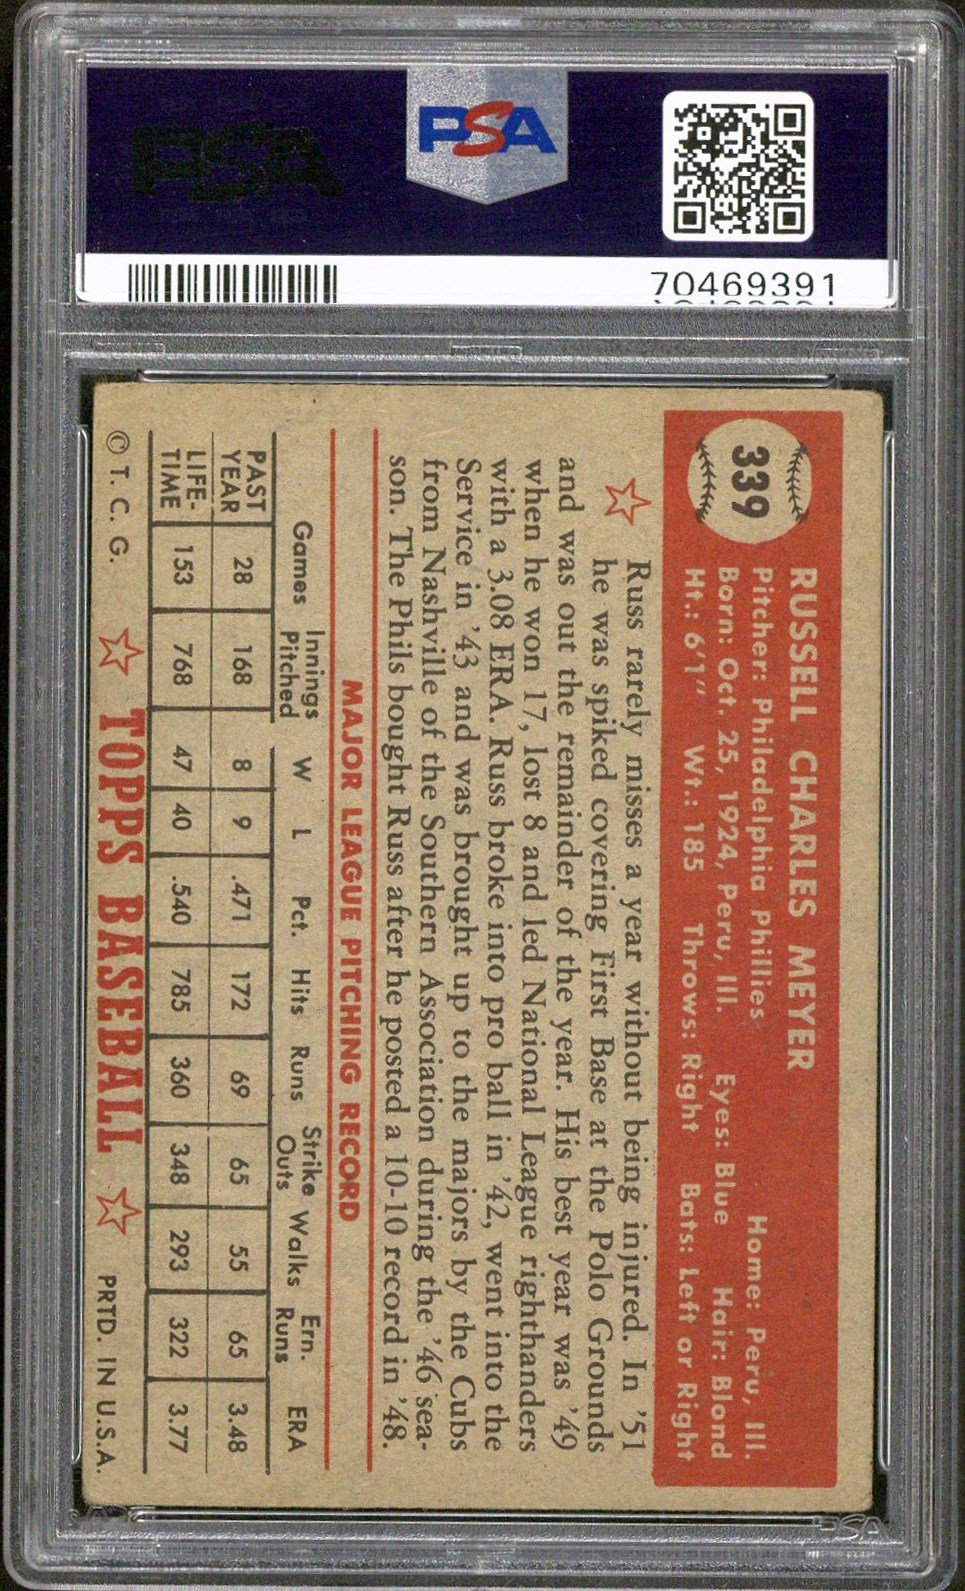 PSA
PSA
70469391
339
RUSSELL CHARLES MEYER
Pitcher: Philadelphia Phillies Home: Peru, Ill.
Born: Oct. 25, 1924, Peru, Ill. Eyes: Blue Hair: Blond
Ht.: 6'1" Wt.: 185 Throws: Right Bats: Left or Right
Russ rarely misses a year without being injured. In '51
he was spiked covering First Base at the Polo Grounds
and was out the remainder of the year. His best year was '49
when he won 17, lost 8 and led National League righthanders
with a 3.08 ERA. Russ broke into pro ball in '42, went into the
Service in '43 and was brought up to the majors by the Cubs
from Nashville of the Southern Association during the '46 sea-
son. The Phils bought Russ after he posted a 10-10 record in '48.
MAJOR LEAGUE PITCHING RECORD
Games Innings Pitched W L Pct. Hits Runs Strike Outs Walks Ern. Runs ERA
PAST YEAR 28 168 8 9 .471 172 69 65 55 65 3.48
LIFE-TIME 153 768 47 40 .540 785 360 348 293 322 3.77
© T. C. G. TOPPS BASEBALL PRTD. IN U.S.A.
PSA